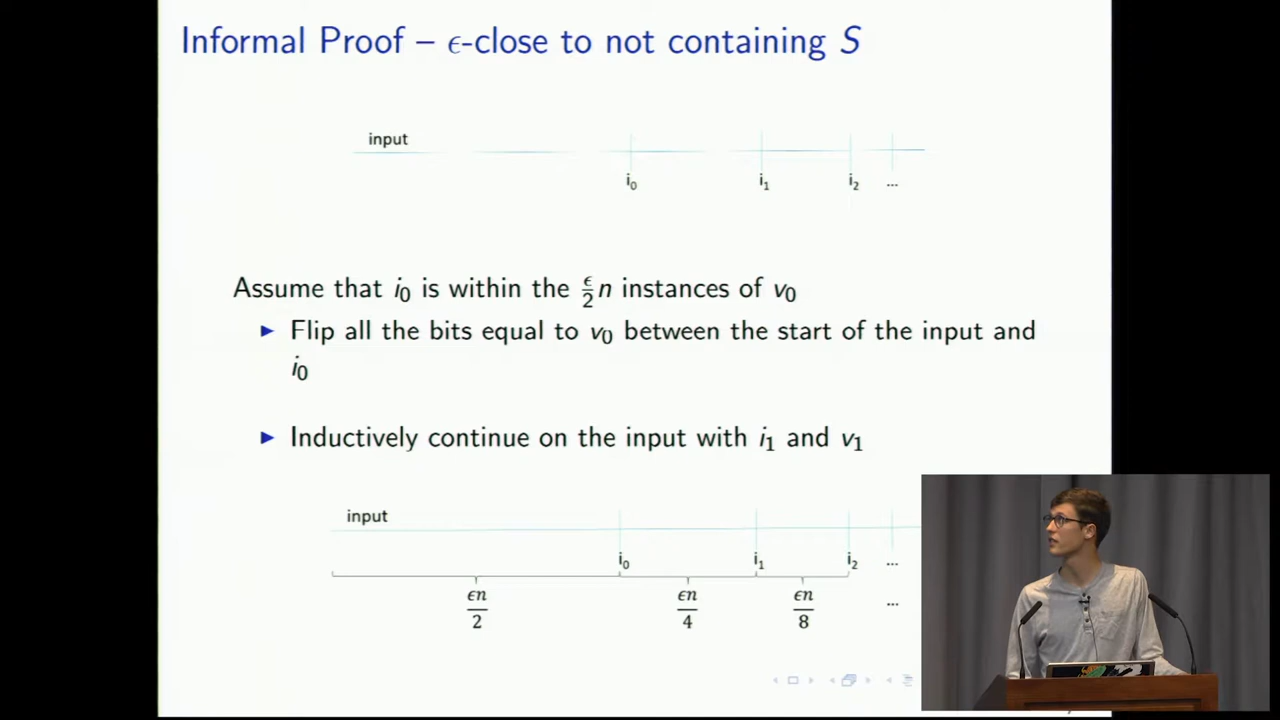 Informal Proof – ϵ-close to not containing S
input
i₀ i₁ i₂ ...
Assume that i₀ is within the ϵ/2 n instances of v₀
▶ Flip all the bits equal to v₀ between the start of the input and
i₀
▶ Inductively continue on the input with i₁ and v₁
input
i₀ i₁ i₂ ...
ϵn/2 ϵn/4 ϵn/8 ...